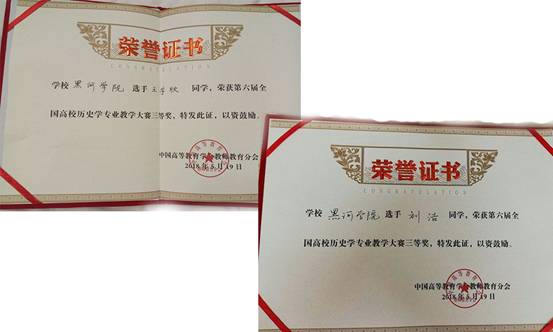 荣誉证书
CONGRATULATION
学校 黑河学院 选手 王学欣 同学，荣获第六届全
国高校历史学专业教学大赛三等奖，特发此证，以资鼓励。
中国高等教育学会教师教育分会
2018年5月19日
荣誉证书
CONGRATULATION
学校 黑河学院 选手 刘浩 同学，荣获第六届全
国高校历史学专业教学大赛三等奖，特发此证，以资鼓励。
中国高等教育学会教师教育分会
2018年5月19日